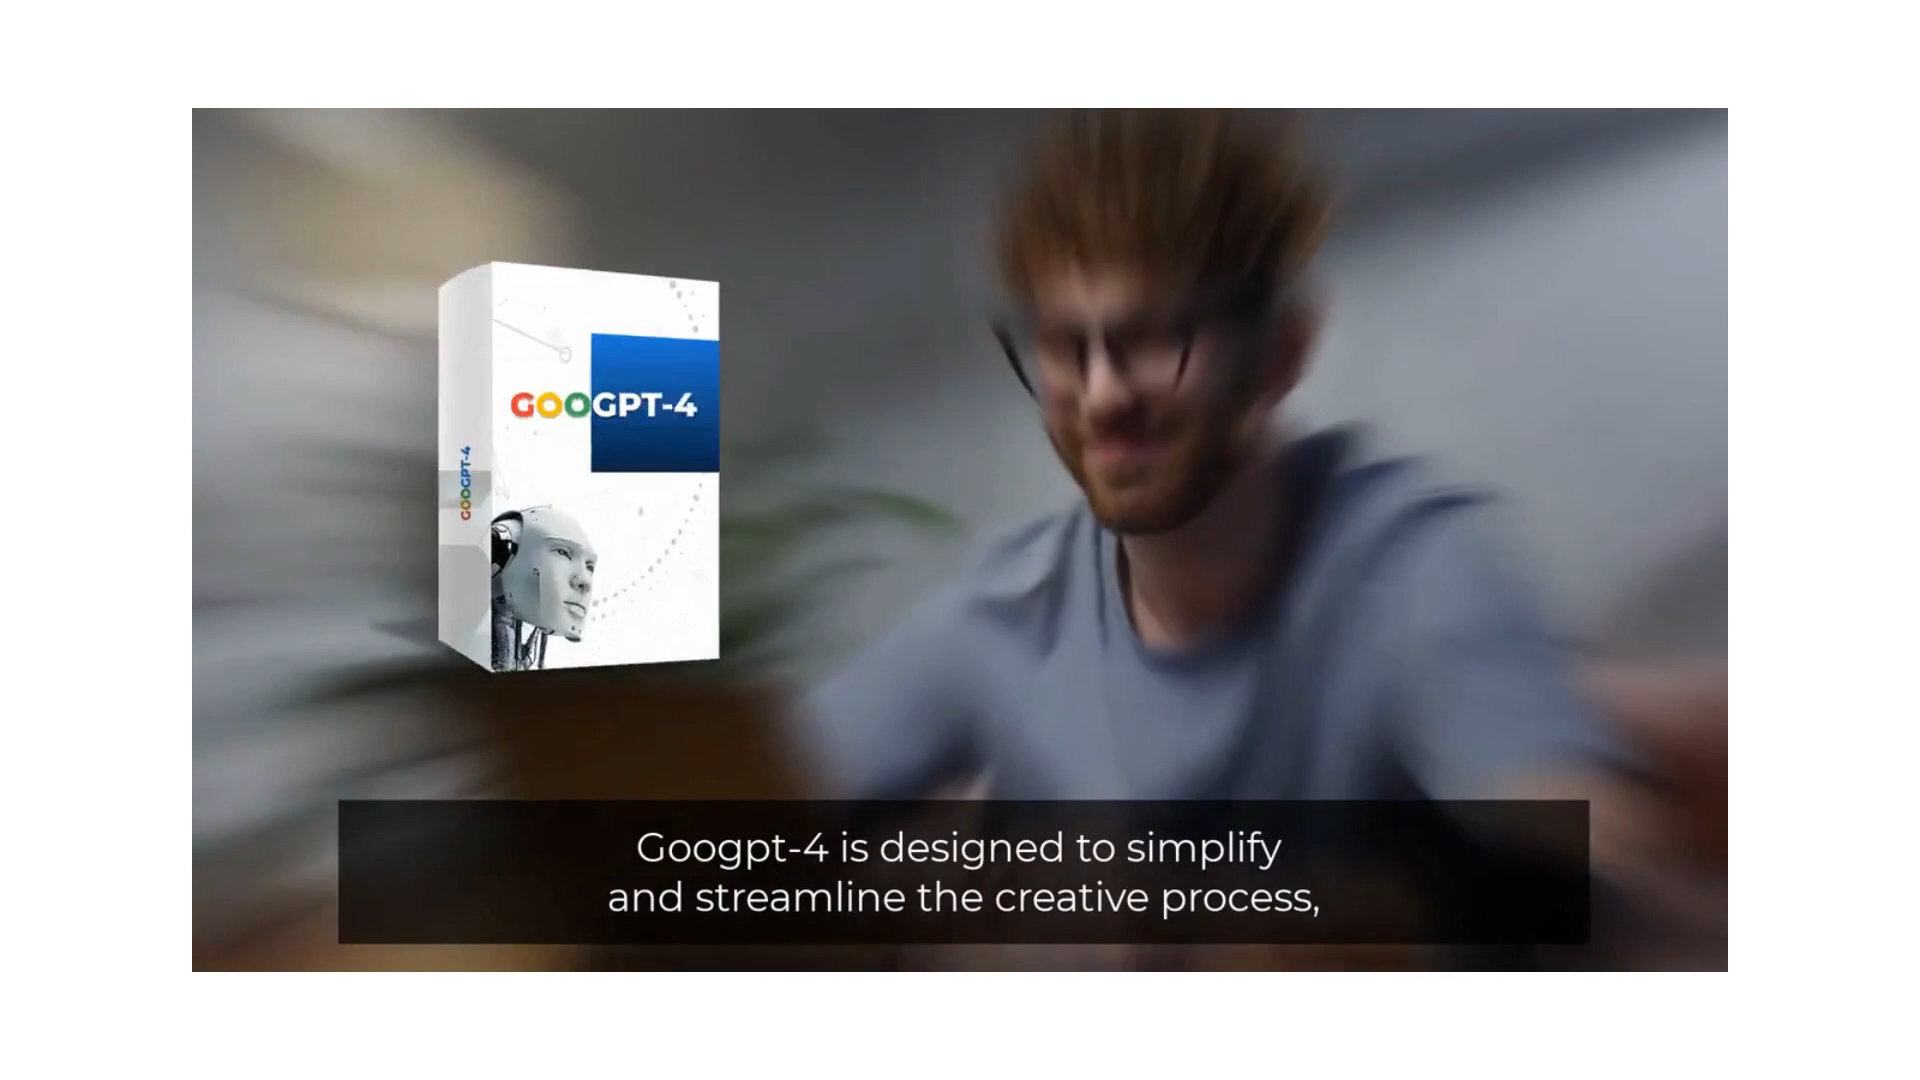 GOOGPT-4
GOOGPT-4
Googpt-4 is designed to simplify
and streamline the creative process,